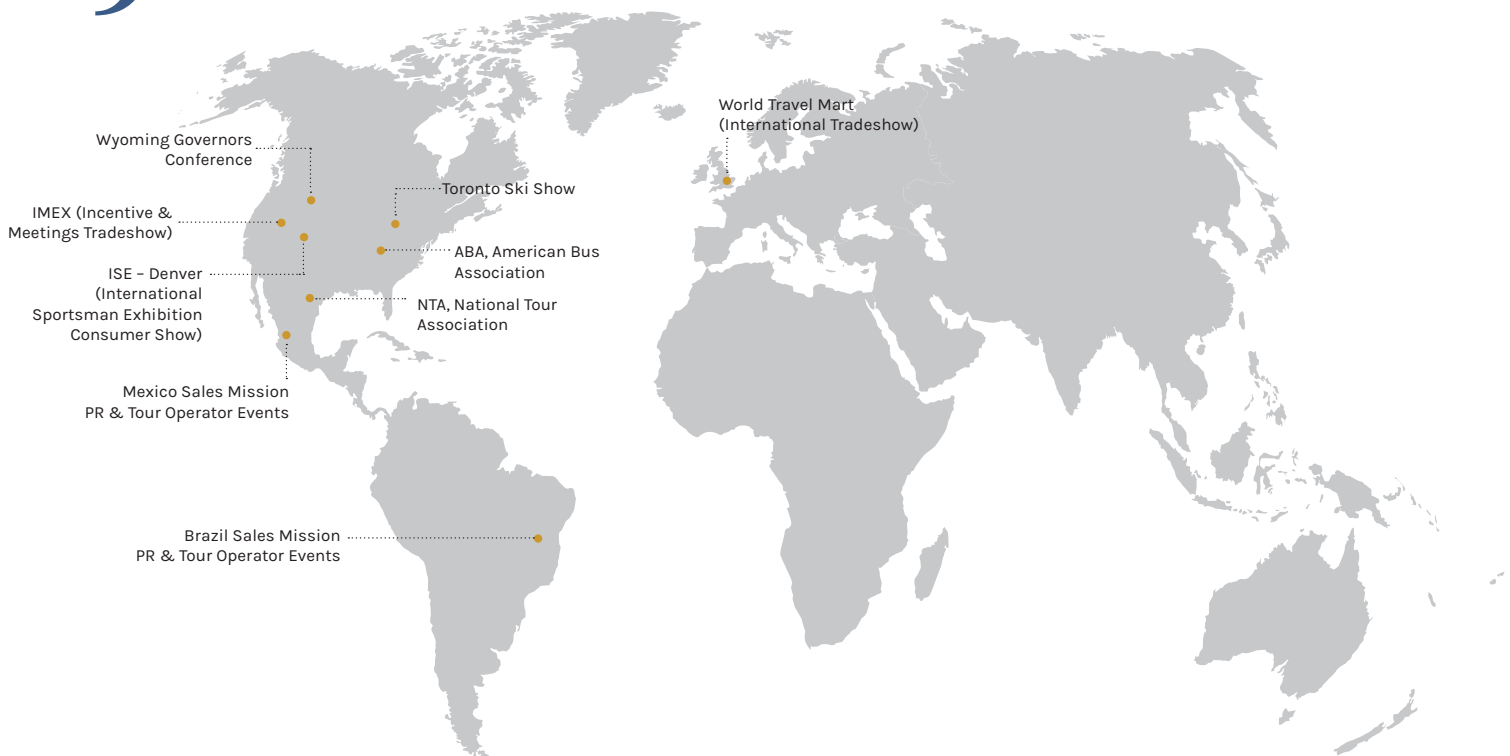 World Travel Mart
(International Tradeshow)
Wyoming Governors
Conference
Toronto Ski Show
IMEX (Incentive &
Meetings Tradeshow)
ABA, American Bus
Association
ISE – Denver
(International
Sportsman Exhibition
Consumer Show)
NTA, National Tour
Association
Mexico Sales Mission
PR & Tour Operator Events
Brazil Sales Mission
PR & Tour Operator Events